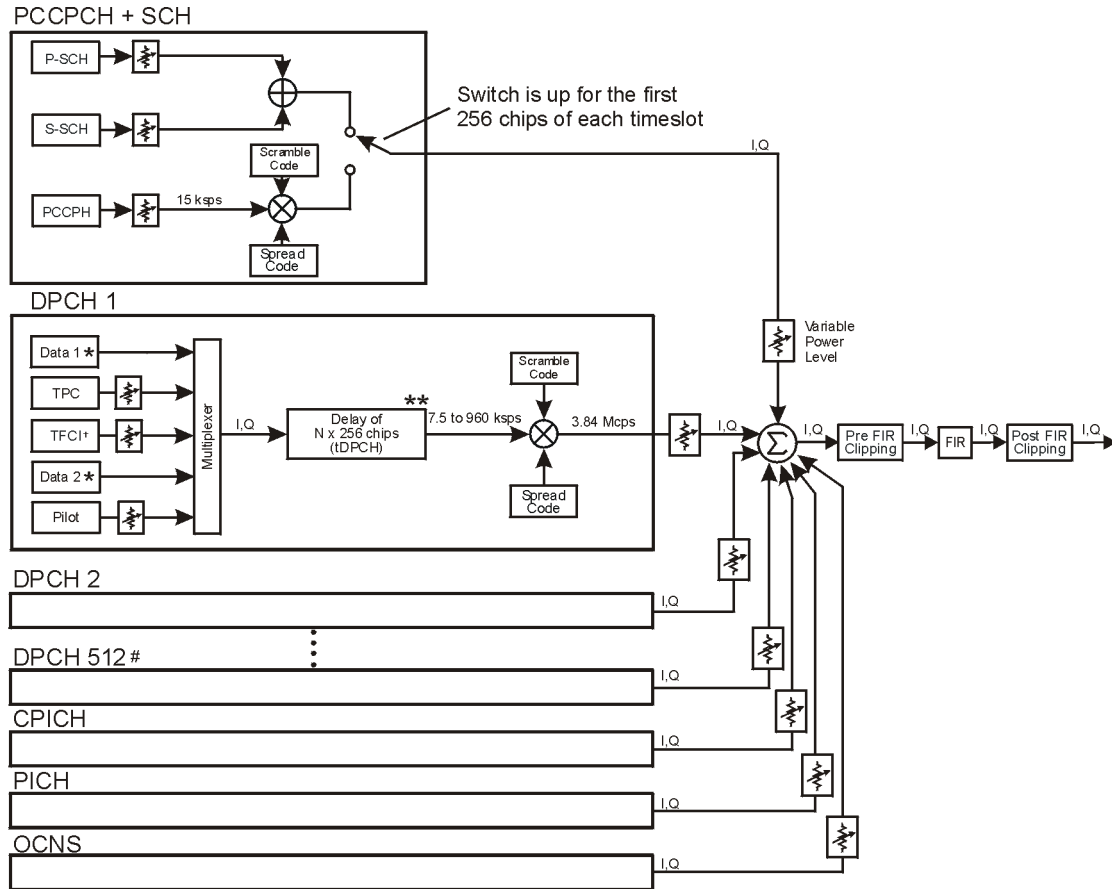 PCCPCH + SCH
P-SCH
S-SCH
Switch is up for the first
256 chips of each timeslot
I,Q
Scramble
Code
PCCPH
15 ksps
Spread
Code
DPCH 1
Variable
Power
Level
Data 1 *
TPC
TFCI+
Data 2 *
Pilot
Multiplexer
I,Q
Delay of
N x 256 chips
(tDPCH)
**
7.5 to 960 ksps
Scramble
Code
Spread
Code
3.84 Mcps
I,Q
Σ
I,Q
Pre FIR
Clipping
I,Q
FIR
I,Q
Post FIR
Clipping
I,Q
DPCH 2
I,Q
DPCH 512 #
I,Q
CPICH
I,Q
PICH
I,Q
OCNS
I,Q